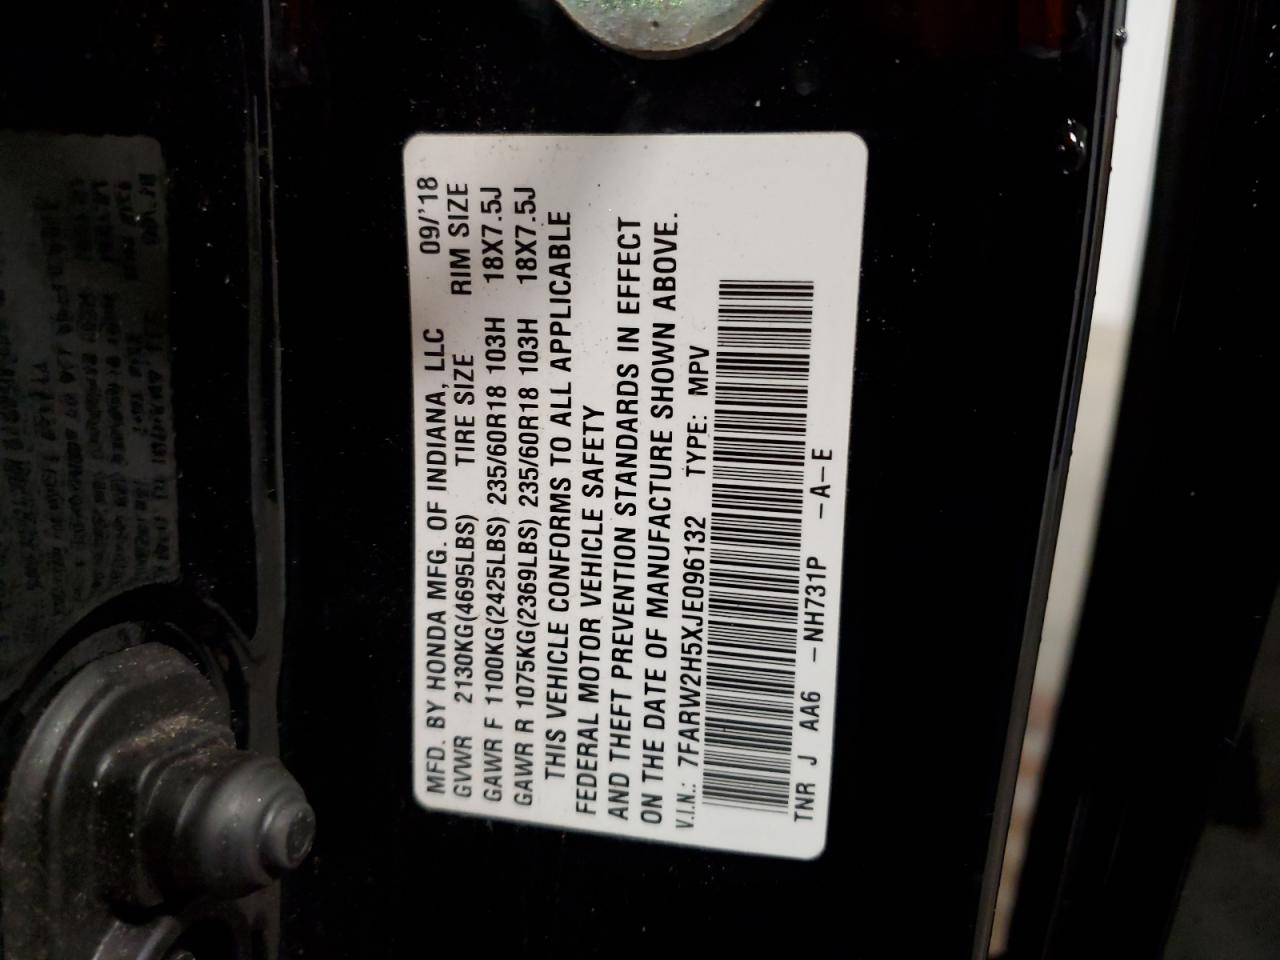 MFD. BY HONDA MFG. OF INDIANA, LLC 09/'18
GVWR 2130KG(4695LBS) TIRE SIZE RIM SIZE
GAWR F 1100KG(2425LBS) 235/60R18 103H 18X7.5J
GAWR R 1075KG(2369LBS) 235/60R18 103H 18X7.5J
THIS VEHICLE CONFORMS TO ALL APPLICABLE
FEDERAL MOTOR VEHICLE SAFETY
AND THEFT PREVENTION STANDARDS IN EFFECT
ON THE DATE OF MANUFACTURE SHOWN ABOVE.
V.I.N.: 7FARW2H5XJE096132 TYPE: MPV
TNR J AA6 -NH731P -A-E